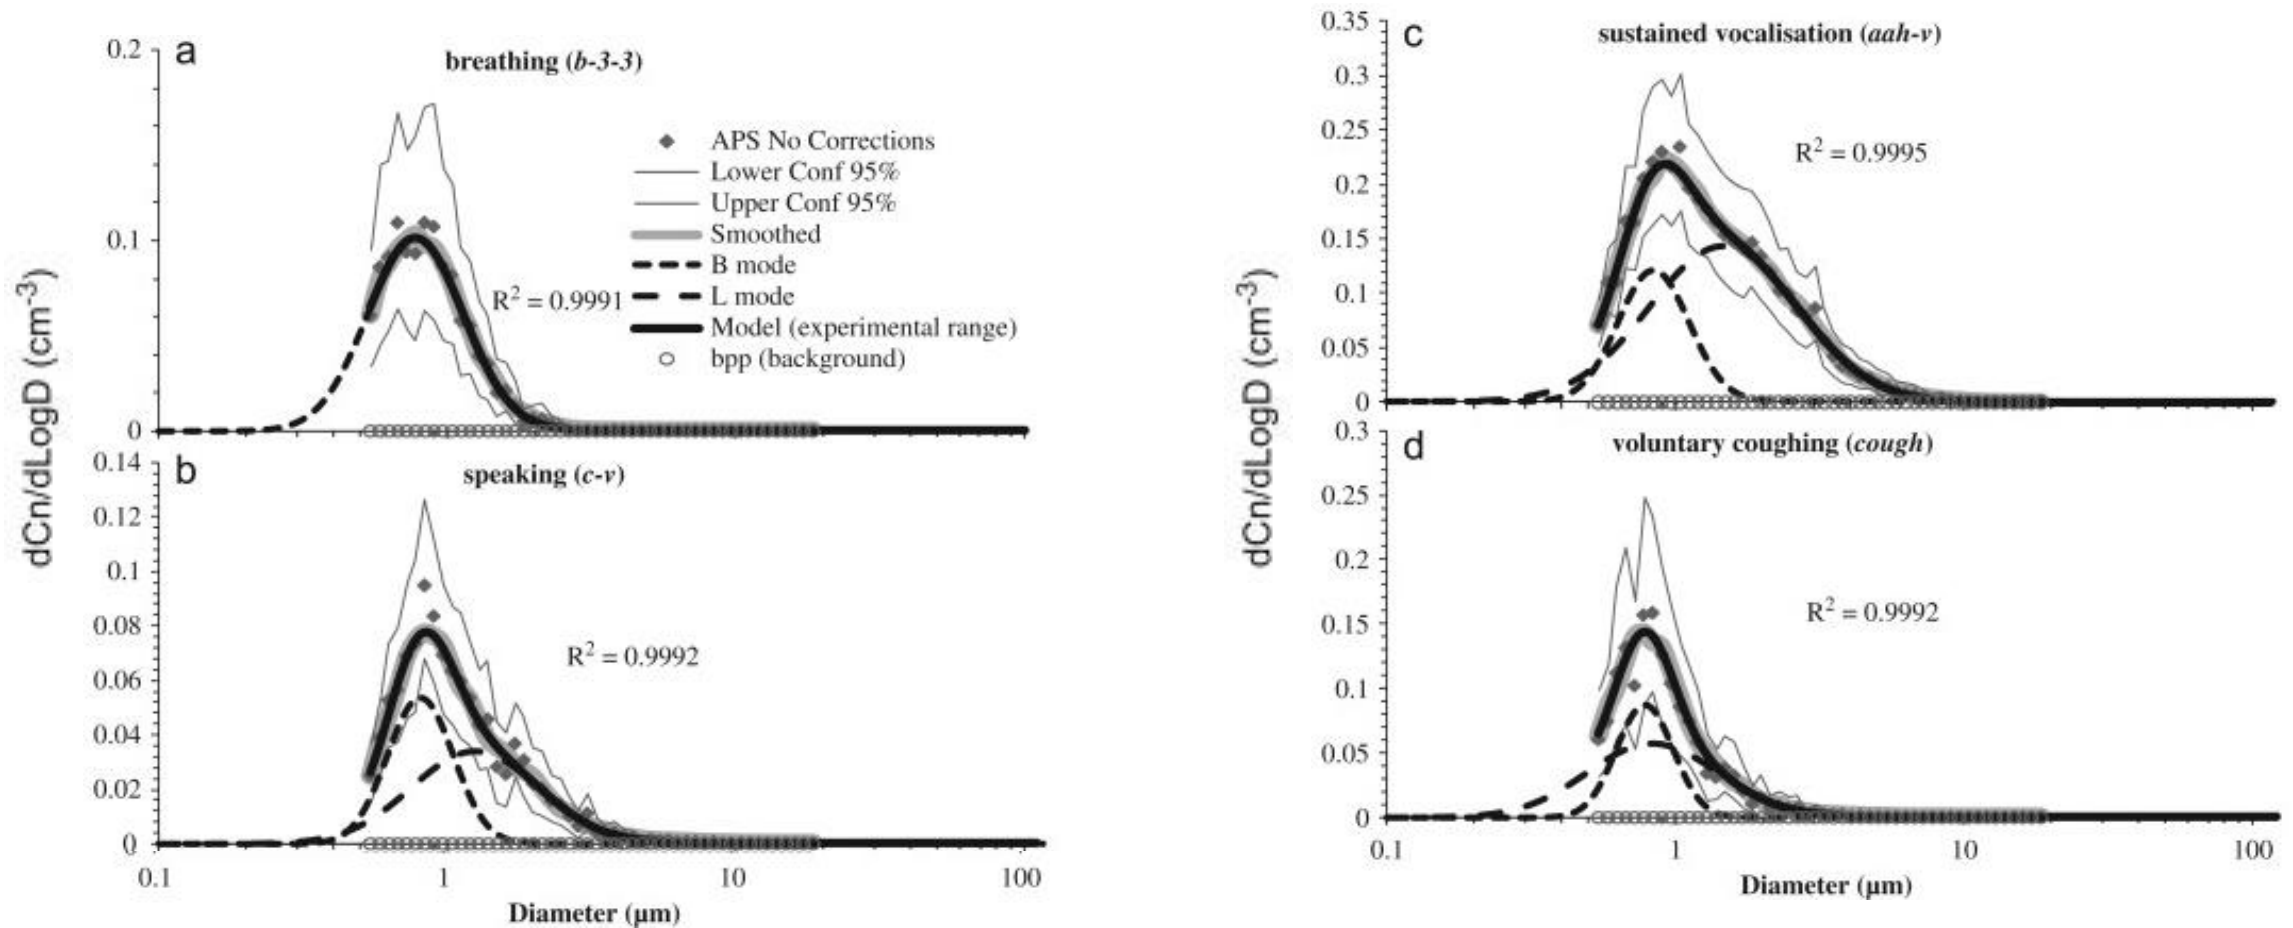 a
breathing (b-3-3)
0.2
0.1
0
dCn/dLogD (cm⁻³)
APS No Corrections
Lower Conf 95%
Upper Conf 95%
Smoothed
B mode
L mode
Model (experimental range)
bpp (background)
R² = 0.9991
b
speaking (c-v)
0.14
0.12
0.1
0.08
0.06
0.04
0.02
0
R² = 0.9992
0.1 1 10 100
Diameter (µm)
c
sustained vocalisation (aah-v)
0.35
0.3
0.25
0.2
0.15
0.1
0.05
0
R² = 0.9995
dCn/dLogD (cm⁻³)
d
voluntary coughing (cough)
0.3
0.25
0.2
0.15
0.1
0.05
0
R² = 0.9992
0.1 1 10 100
Diameter (µm)